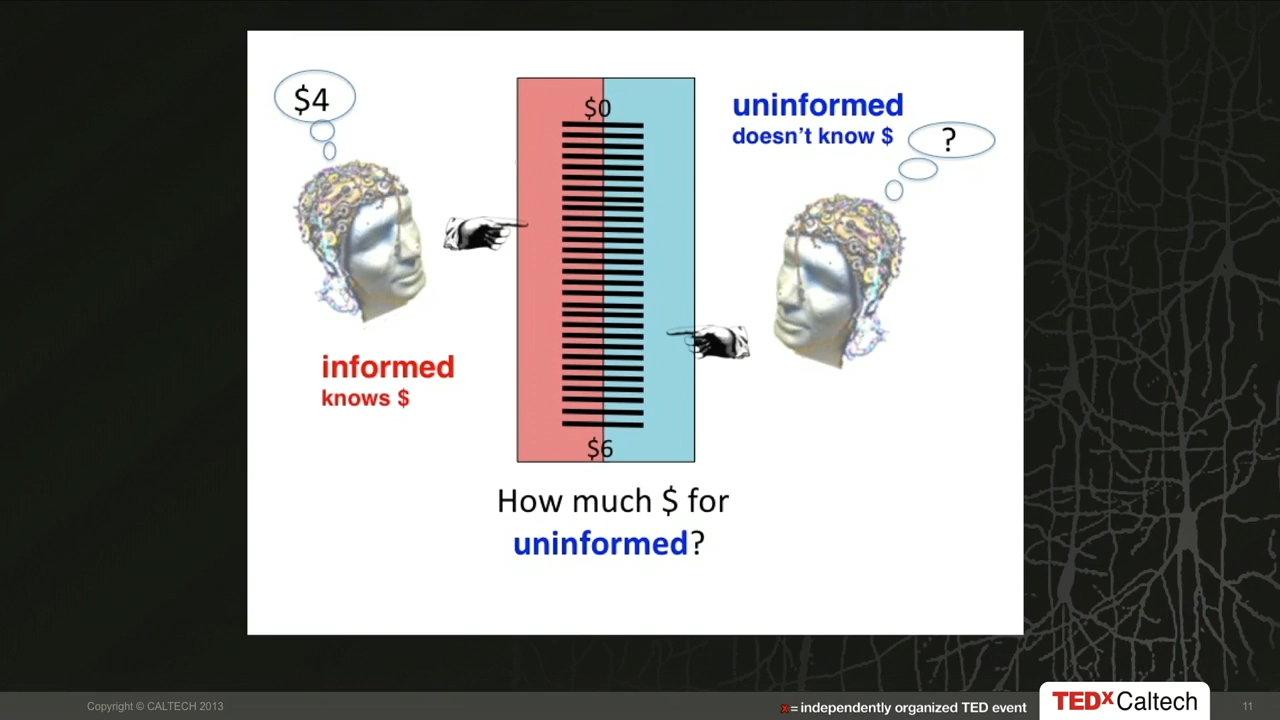 $4
$0
uninformed
doesn't know $
?
informed
knows $
$6
How much $ for
uninformed?
Copyright © CALTECH 2013
x = independently organized TED event
TEDxCaltech
11